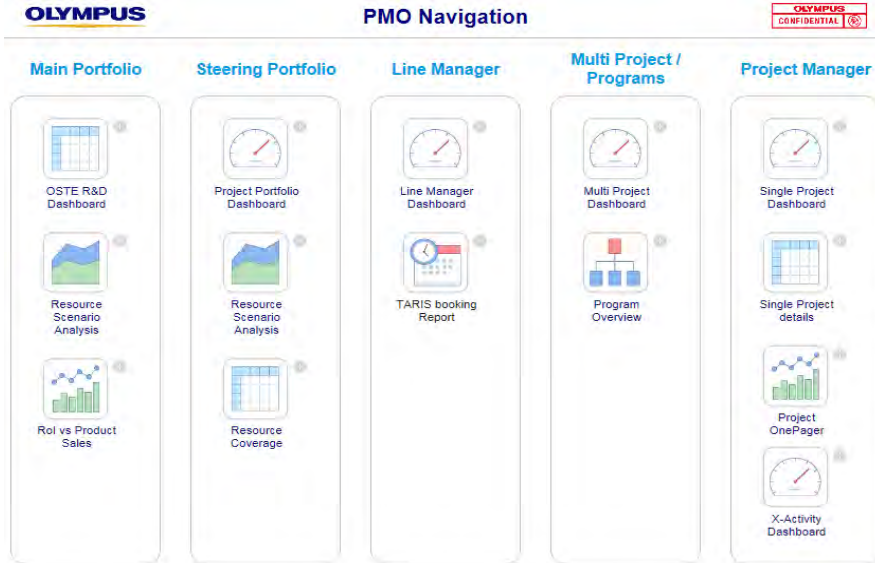 OLYMPUS
PMO Navigation
OLYMPUS
CONFIDENTIAL
Main Portfolio
Steering Portfolio
Line Manager
Multi Project /
Programs
Project Manager
OSTE R&D
Dashboard
Project Portfolio
Dashboard
Line Manager
Dashboard
Multi Project
Dashboard
Single Project
Dashboard
Resource
Scenario
Analysis
Resource
Scenario
Analysis
TARIS booking
Report
Program
Overview
Single Project
details
RoI vs Product
Sales
Resource
Coverage
Project
OnePager
X-Activity
Dashboard